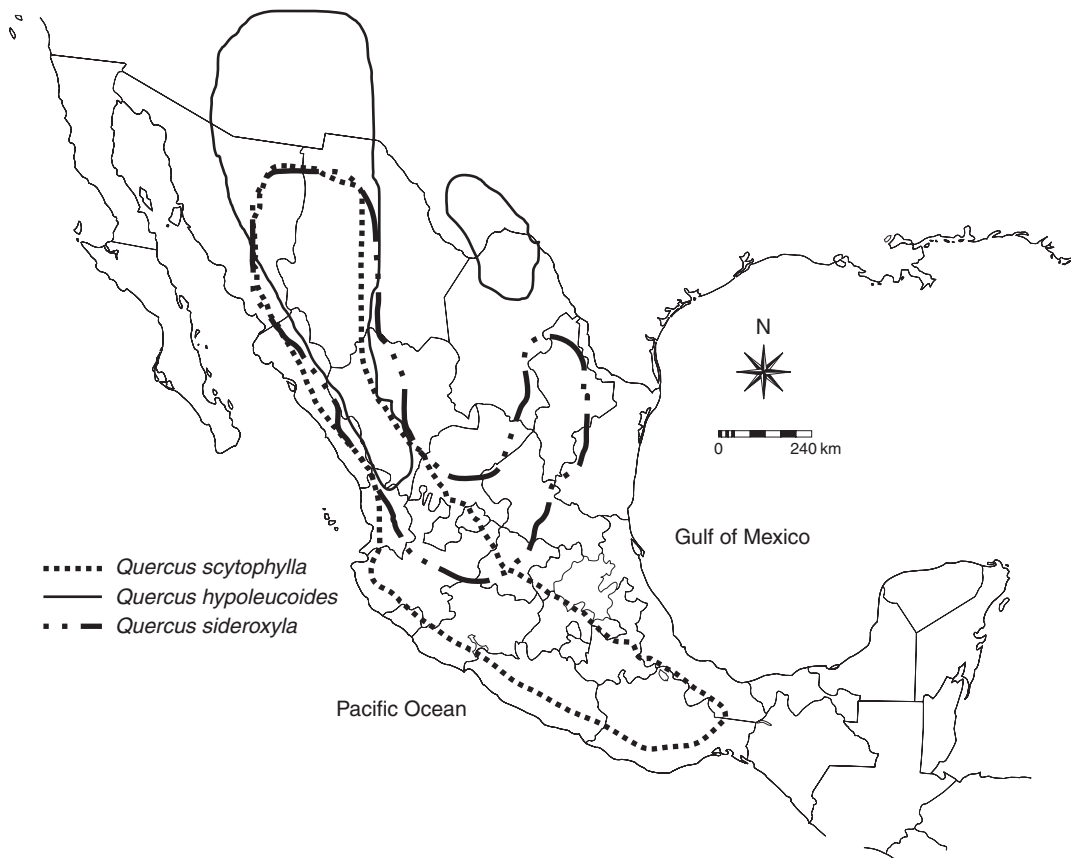 N
0 240 km
Gulf of Mexico
Quercus scytophylla
Quercus hypoleucoides
Quercus sideroxyla
Pacific Ocean